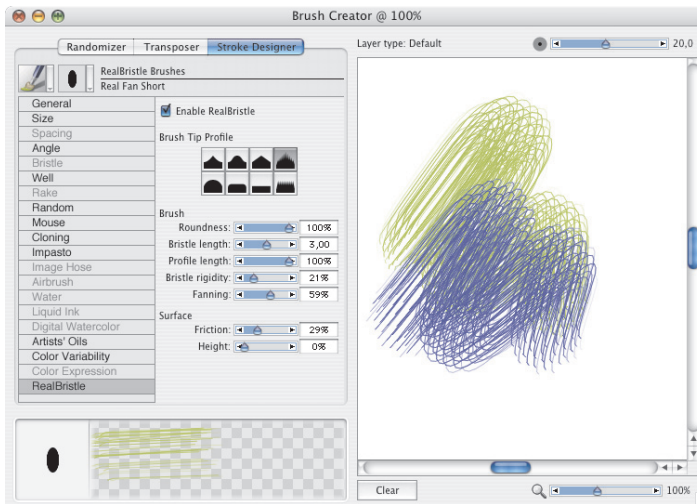 Brush Creator @ 100%
Randomizer Transposer Stroke Designer
Layer type: Default
20,0
RealBristle Brushes
Real Fan Short
General
Size
Spacing
Angle
Bristle
Well
Rake
Random
Mouse
Cloning
Impasto
Image Hose
Airbrush
Water
Liquid Ink
Digital Watercolor
Artists' Oils
Color Variability
Color Expression
RealBristle
Enable RealBristle
Brush Tip Profile
Brush
Roundness: 100%
Bristle length: 3,00
Profile length: 100%
Bristle rigidity: 21%
Fanning: 59%
Surface
Friction: 29%
Height: 0%
Clear
100%